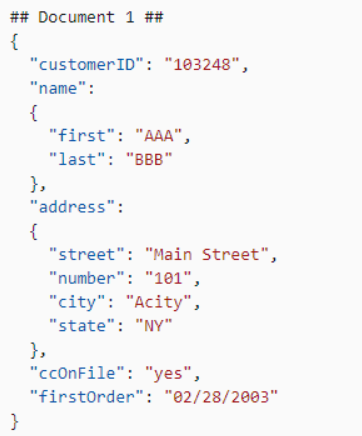 ## Document 1 ##
{
  "customerID": "103248",
  "name":
  {
    "first": "AAA",
    "last": "BBB"
  },
  "address":
  {
    "street": "Main Street",
    "number": "101",
    "city": "Acity",
    "state": "NY"
  },
  "ccOnFile": "yes",
  "firstOrder": "02/28/2003"
}